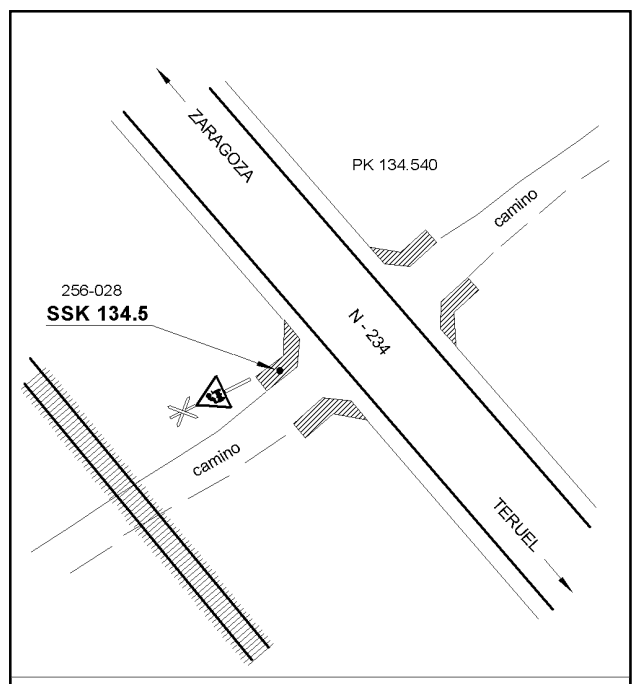 ZARAGOZA
PK 134.540
camino
256-028
SSK 134.5
N - 234
camino
TERUEL